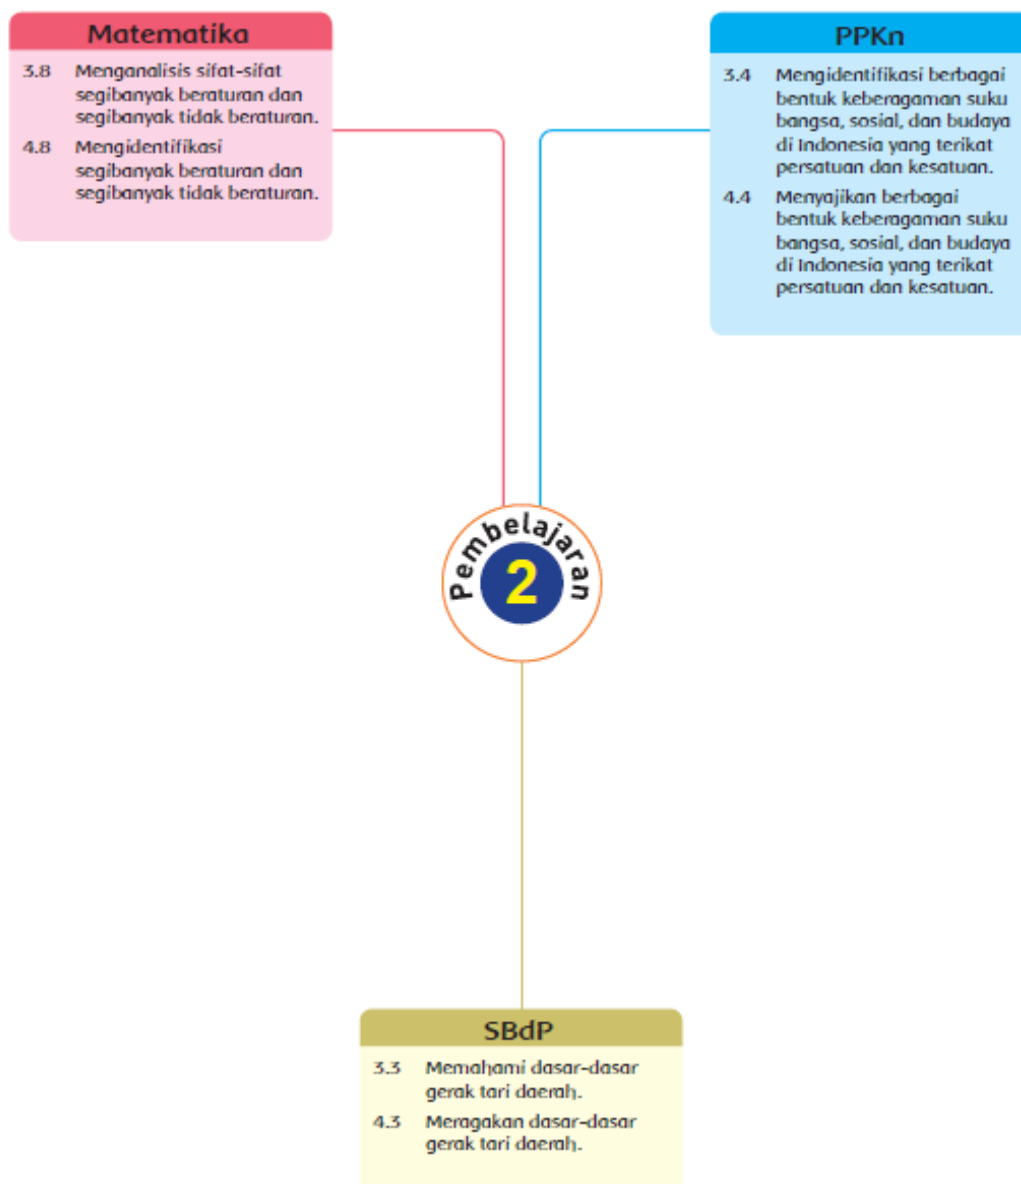 Matematika
3.8 Menganalisis sifat-sifat
segibanyak beraturan dan
segibanyak tidak beraturan.
4.8 Mengidentifikasi
segibanyak beraturan dan
segibanyak tidak beraturan.
PPKn
3.4 Mengidentifikasi berbagai
bentuk keberagaman suku
bangsa, sosial, dan budaya
di Indonesia yang terikat
persatuan dan kesatuan.
4.4 Menyajikan berbagai
bentuk keberagaman suku
bangsa, sosial, dan budaya
di Indonesia yang terikat
persatuan dan kesatuan.
Pembelajaran
2
SBdP
3.3 Memahami dasar-dasar
gerak tari daerah.
4.3 Meragakan dasar-dasar
gerak tari daerah.